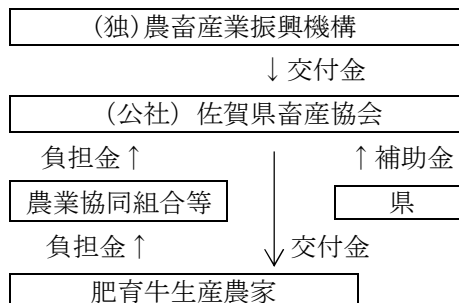 (独)農畜産業振興機構
↓交付金
(公社) 佐賀県畜産協会
負担金↑ ↑補助金
農業協同組合等 県
負担金↑ 交付金
肥育牛生産農家